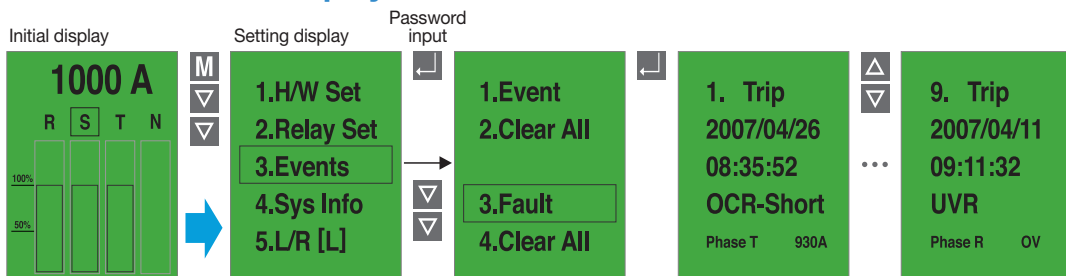 Initial display
1000 A
R S T N
100%
50%
M
Setting display
1.H/W Set
2.Relay Set
3.Events
4.Sys Info
5.L/R [L]
Password
input
1.Event
2.Clear All
3.Fault
4.Clear All
1. Trip
2007/04/26
08:35:52
OCR-Short
Phase T 930A
...
9. Trip
2007/04/11
09:11:32
UVR
Phase R OV